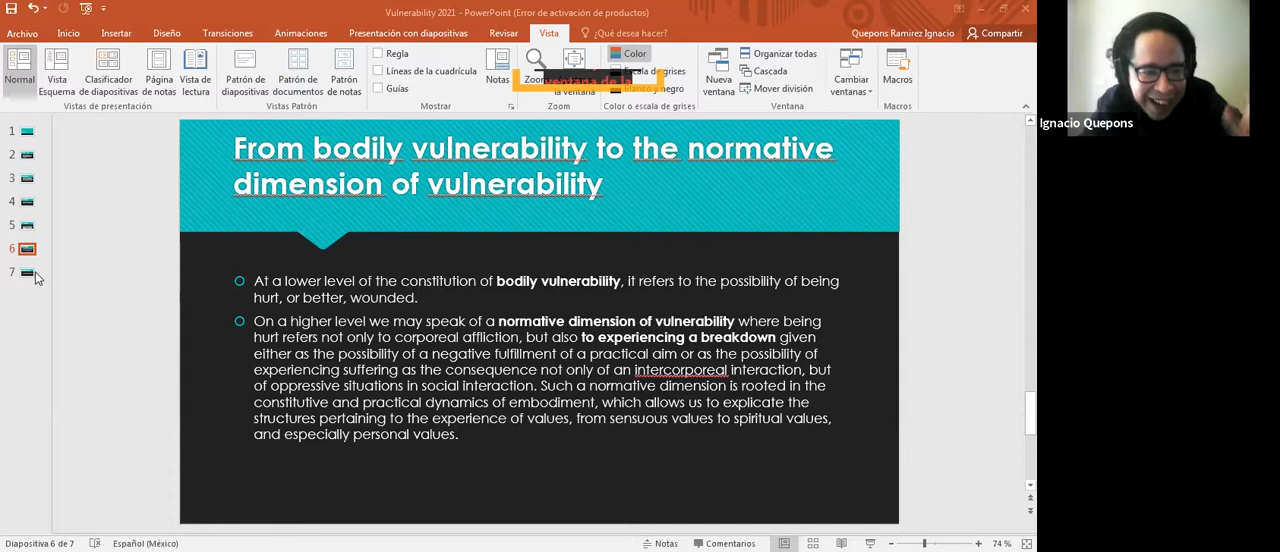 Vulnerability 2021 - PowerPoint (Error de activación de productos)
Archivo Inicio Insertar Diseño Transiciones Animaciones Presentación con diapositivas Revisar Vista ¿Qué desea hacer? Quepons Ramirez Ignacio Compartir
Normal
Vista Esquema
Clasificador de diapositivas
Página de notas
Vista de lectura
Vistas de presentación
Patrón de diapositivas
Patrón de documentos
Patrón de notas
Vistas Patrón
Regla
Líneas de la cuadrícula
Guías
Mostrar
Notas
Zoom
ventana de la
la ventana
Zoom
Color
Escala de grises
Blanco y negro
Color o escala de grises
Nueva ventana
Organizar todas
Cascada
Mover división
Ventana
Cambiar ventanas
Macros
Macros
1
2
3
4
5
6
7
From bodily vulnerability to the normative
dimension of vulnerability
At a lower level of the constitution of bodily vulnerability, it refers to the possibility of being
hurt, or better, wounded.
On a higher level we may speak of a normative dimension of vulnerability where being
hurt refers not only to corporeal affliction, but also to experiencing a breakdown given
either as the possibility of a negative fulfillment of a practical aim or as the possibility of
experiencing suffering as the consequence not only of an intercorporeal interaction, but
of oppressive situations in social interaction. Such a normative dimension is rooted in the
constitutive and practical dynamics of embodiment, which allows us to explicate the
structures pertaining to the experience of values, from sensuous values to spiritual values,
and especially personal values.
Ignacio Quepons
Diapositiva 6 de 7 Español (México) Notas Comentarios 74 %